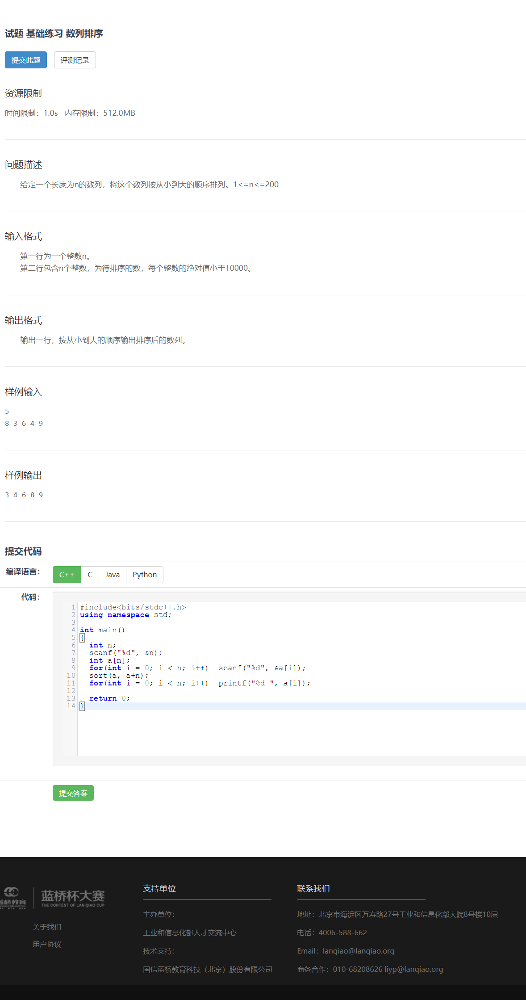 试题 基础练习 数列排序
提交此题 评测记录
资源限制
时间限制：1.0s 内存限制：512.0MB
问题描述
给定一个长度为n的数列，将这个数列按从小到大的顺序排列。1<=n<=200
输入格式
第一行为一个整数n。
第二行包含n个整数，为待排序的数，每个整数的绝对值小于10000。
输出格式
输出一行，按从小到大的顺序输出排序后的数列。
样例输入
5
8 3 6 4 9
样例输出
3 4 6 8 9
提交代码
编译语言： C++ C Java Python
代码：
1 #include<bits/stdc++.h>
2 using namespace std;
3
4 int main()
5 {
6   int n;
7   scanf("%d", &n);
8   int a[n];
9   for(int i = 0; i < n; i++)  scanf("%d", &a[i]);
10   sort(a, a+n);
11   for(int i = 0; i < n; i++)  printf("%d ", a[i]);
12
13   return 0;
14 }
提交答案
蓝桥教育 蓝桥杯大赛
THE CONTEST OF LAN QIAO CUP
关于我们
用户协议
支持单位
主办单位：
工业和信息化部人才交流中心
技术支持：
国信蓝桥教育科技（北京）股份有限公司
联系我们
地址：北京市海淀区万寿路27号工业和信息化部大院8号楼10层
电话：4006-588-662
Email：lanqiao@lanqiao.org
商务合作：010-68208626 liyp@lanqiao.org